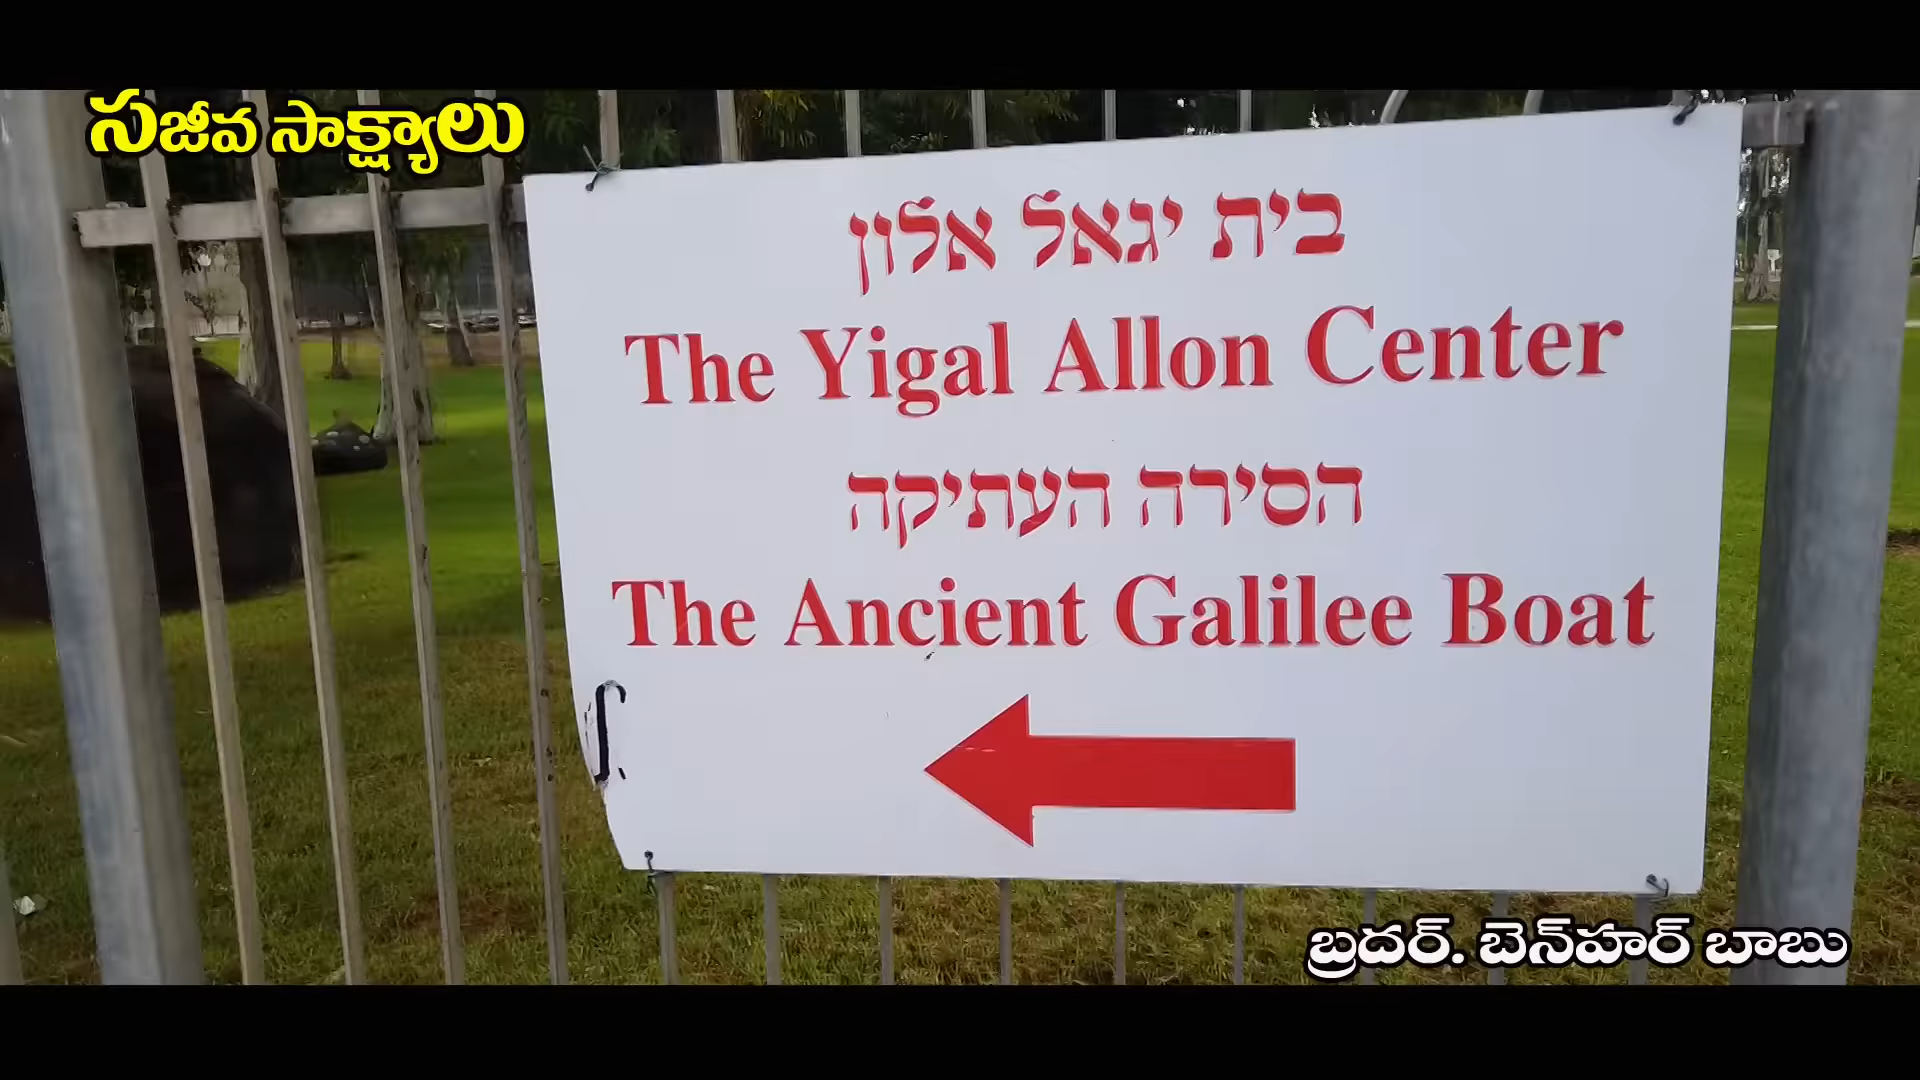 సజీవ సాక్ష్యాలు
בית יגאל אלון
The Yigal Allon Center
הסירה העתיקה
The Ancient Galilee Boat
బ్రదర్. బెన్‌హర్ బాబు